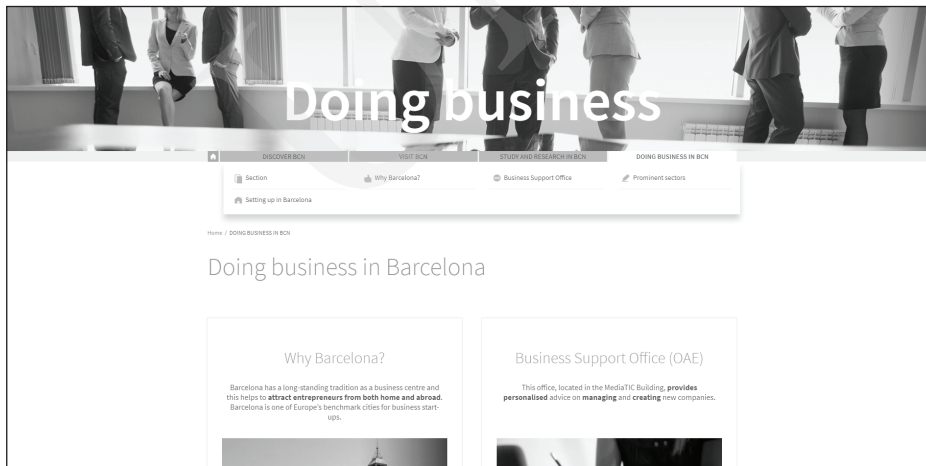 Doing business
DISCOVER BCN VISIT BCN STUDY AND RESEARCH IN BCN DOING BUSINESS IN BCN
Section Why Barcelona? Business Support Office Prominent sectors
Setting up in Barcelona
Home / DOING BUSINESS IN BCN
Doing business in Barcelona
Why Barcelona?
Barcelona has a long-standing tradition as a business centre and
this helps to attract entrepreneurs from both home and abroad.
Barcelona is one of Europe's benchmark cities for business start-
ups.
Business Support Office (OAE)
This office, located in the MediaTIC Building, provides
personalised advice on managing and creating new companies.